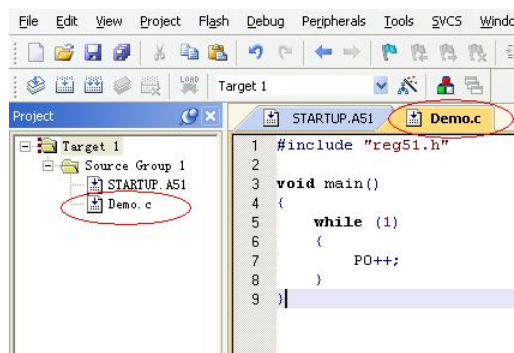 File Edit View Project Flash Debug Peripherals Tools SVCS Windo
LOAD Target 1
Project
STARTUP.A51 Demo.c
Target 1
Source Group 1
STARTUP.A51
Demo.c
1 #include "reg51.h"
2
3 void main()
4 {
5 while (1)
6 {
7 P0++;
8 }
9 }